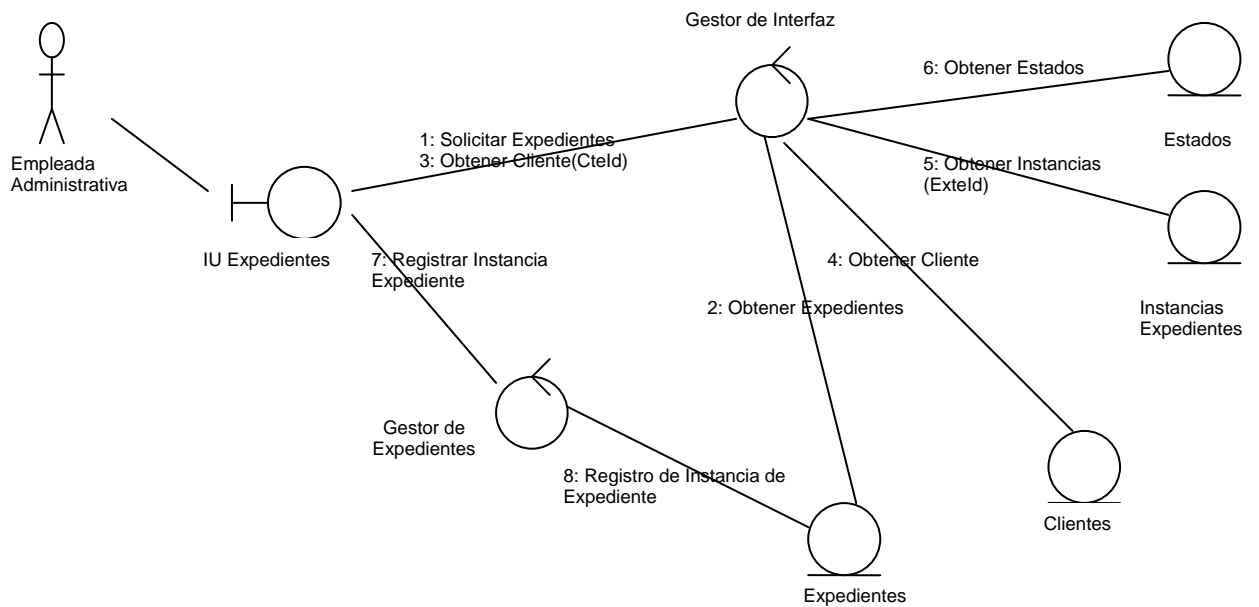 Gestor de Interfaz
6: Obtener Estados
1: Solicitar Expedientes
3: Obtener Cliente(CteId)
Estados
Empleada
Administrativa
5: Obtener Instancias
(ExteId)
IU Expedientes
7: Registrar Instancia
Expediente
4: Obtener Cliente
2: Obtener Expedientes
Instancias
Expedientes
Gestor de
Expedientes
8: Registro de Instancia de
Expediente
Clientes
Expedientes